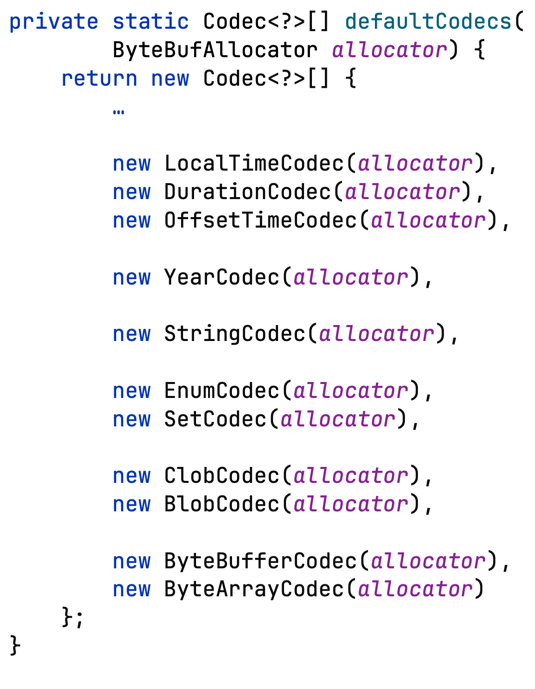 private static Codec<?>[] defaultCodecs(
        ByteBufAllocator allocator) {
    return new Codec<?>[] {
        …

        new LocalTimeCodec(allocator),
        new DurationCodec(allocator),
        new OffsetTimeCodec(allocator),

        new YearCodec(allocator),

        new StringCodec(allocator),

        new EnumCodec(allocator),
        new SetCodec(allocator),

        new ClobCodec(allocator),
        new BlobCodec(allocator),

        new ByteBufferCodec(allocator),
        new ByteArrayCodec(allocator)
    };
}